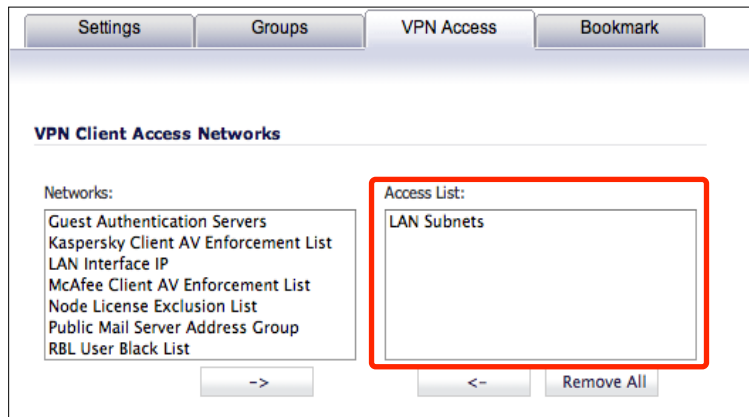 Settings
Groups
VPN Access
Bookmark
VPN Client Access Networks
Networks:
Guest Authentication Servers
Kaspersky Client AV Enforcement List
LAN Interface IP
McAfee Client AV Enforcement List
Node License Exclusion List
Public Mail Server Address Group
RBL User Black List
->
Access List:
LAN Subnets
<-
Remove All